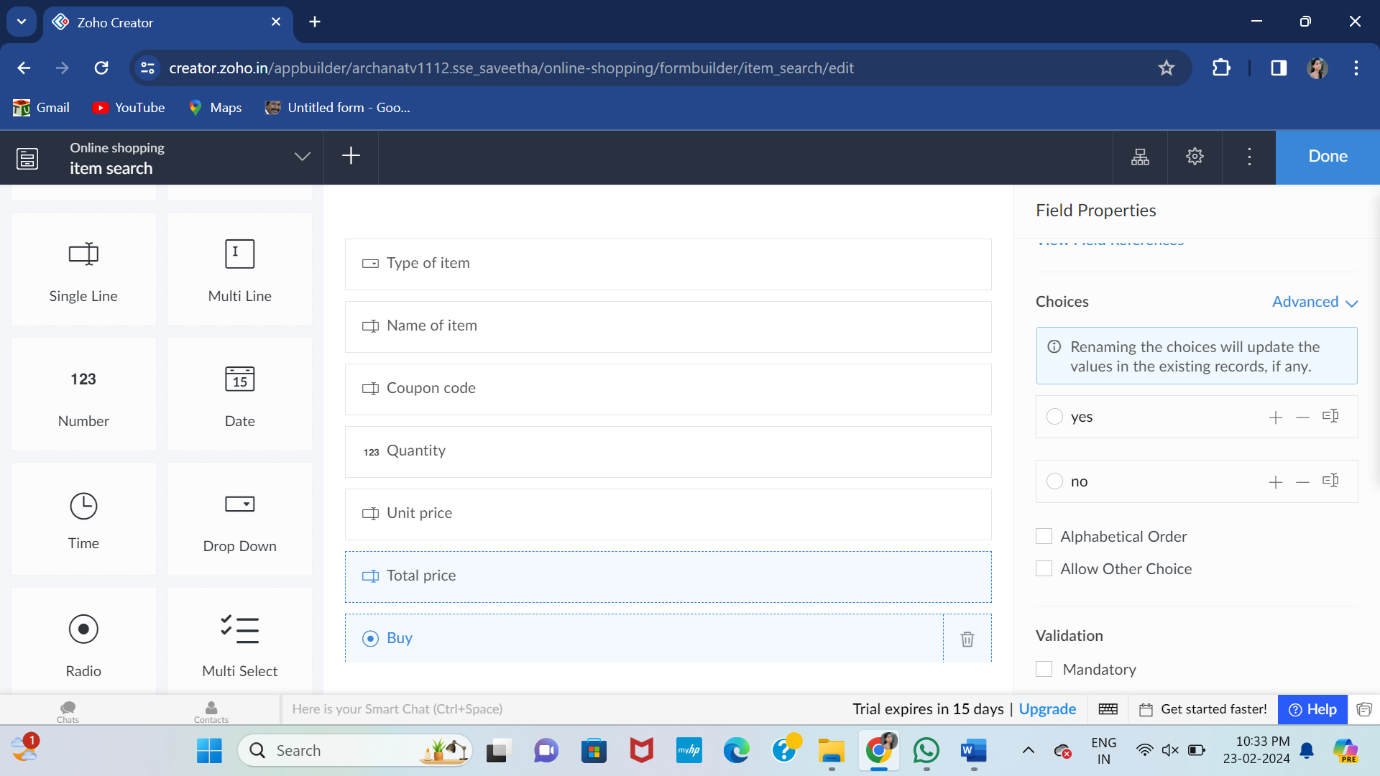 Zoho Creator
creator.zoho.in/appbuilder/archanatv1112.sse_saveetha/online-shopping/formbuilder/item_search/edit
Gmail YouTube Maps Untitled form - Goo...
Online shopping
item search
Done
Single Line
Multi Line
123
Number
15
Date
Time
Drop Down
Radio
Multi Select
Type of item
Name of item
Coupon code
123 Quantity
Unit price
Total price
Buy
Field Properties
Choices Advanced
Renaming the choices will update the
values in the existing records, if any.
yes
no
Alphabetical Order
Allow Other Choice
Validation
Mandatory
Chats
Contacts
Here is your Smart Chat (Ctrl+Space)
Trial expires in 15 days | Upgrade
Get started faster!
Help
1
Search
myhp
ENG
IN
10:33 PM
23-02-2024
PRE